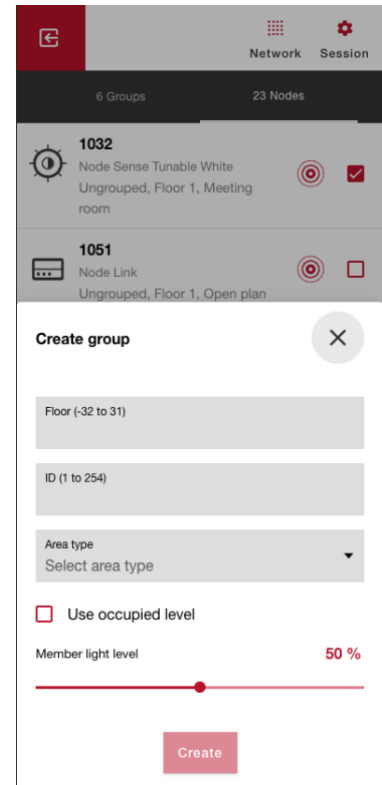 Network Session
6 Groups 23 Nodes
1032
Node Sense Tunable White
Ungrouped, Floor 1, Meeting
room
1051
Node Link
Ungrouped, Floor 1, Open plan
Create group
Floor (-32 to 31)
ID (1 to 254)
Area type
Select area type
Use occupied level
Member light level 50 %
Create